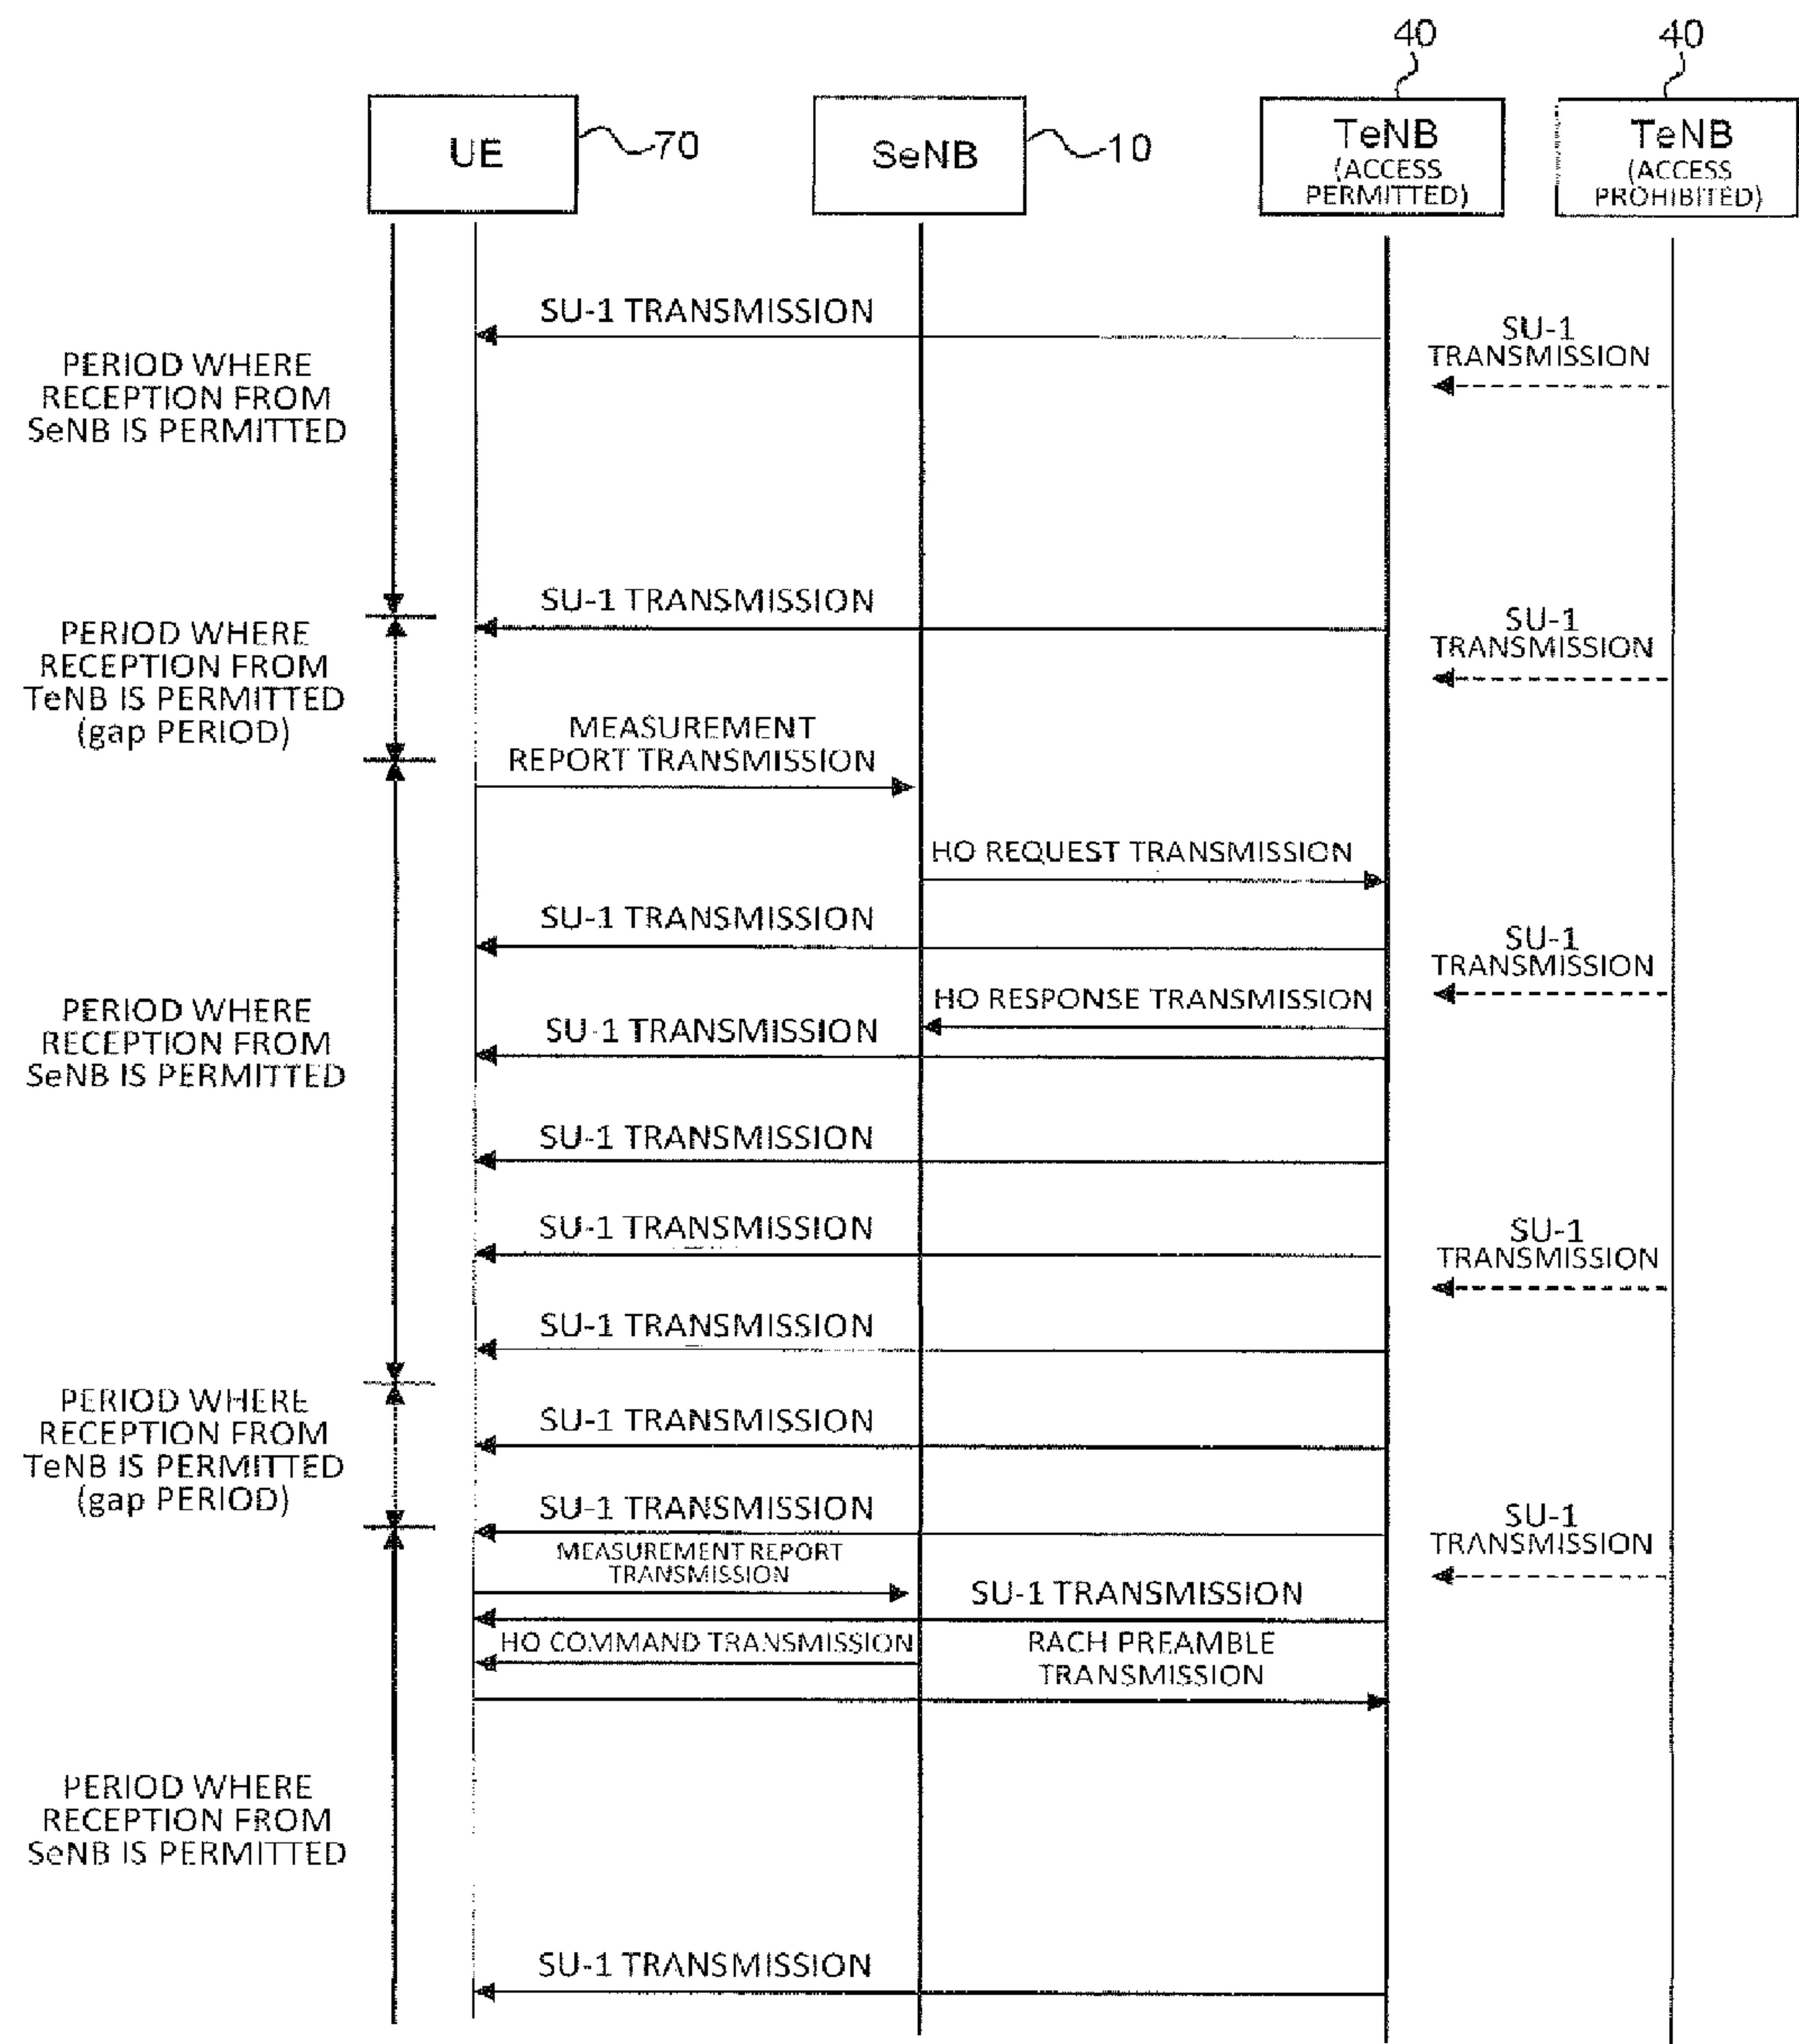 40
40
UE
70
SeNB
10
TeNB
(ACCESS
PERMITTED)
TeNB
(ACCESS
PROHIBITED)
SU-1 TRANSMISSION
SU-1
TRANSMISSION
PERIOD WHERE
RECEPTION FROM
SeNB IS PERMITTED
SU-1 TRANSMISSION
SU-1
TRANSMISSION
PERIOD WHERE
RECEPTION FROM
TeNB IS PERMITTED
(gap PERIOD)
MEASUREMENT
REPORT TRANSMISSION
HO REQUEST TRANSMISSION
SU-1 TRANSMISSION
SU-1
TRANSMISSION
HO RESPONSE TRANSMISSION
PERIOD WHERE
RECEPTION FROM
SeNB IS PERMITTED
SU-1 TRANSMISSION
SU-1 TRANSMISSION
SU-1 TRANSMISSION
SU-1
TRANSMISSION
SU-1 TRANSMISSION
PERIOD WHERE
RECEPTION FROM
TeNB IS PERMITTED
(gap PERIOD)
SU-1 TRANSMISSION
SU-1 TRANSMISSION
SU-1
TRANSMISSION
MEASUREMENT REPORT
TRANSMISSION
SU-1 TRANSMISSION
HO COMMAND TRANSMISSION
RACH PREAMBLE
TRANSMISSION
PERIOD WHERE
RECEPTION FROM
SeNB IS PERMITTED
SU-1 TRANSMISSION